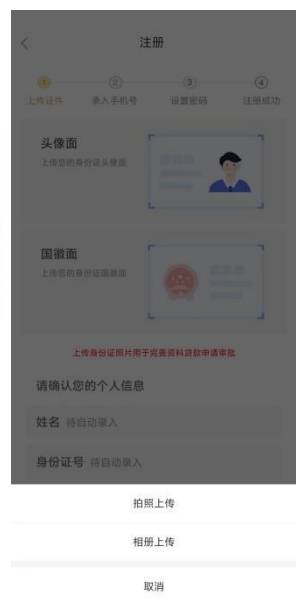 注册
① ② ③ ④
上传证件 录入手机号 设置密码 注册成功
头像面
上传您的身份证头像面
国徽面
上传您的身份证国徽面
上传身份证照片用于完善资料贷款申请审批
请确认您的个人信息
姓名 待自动录入
身份证号 待自动录入
拍照上传
相册上传
取消